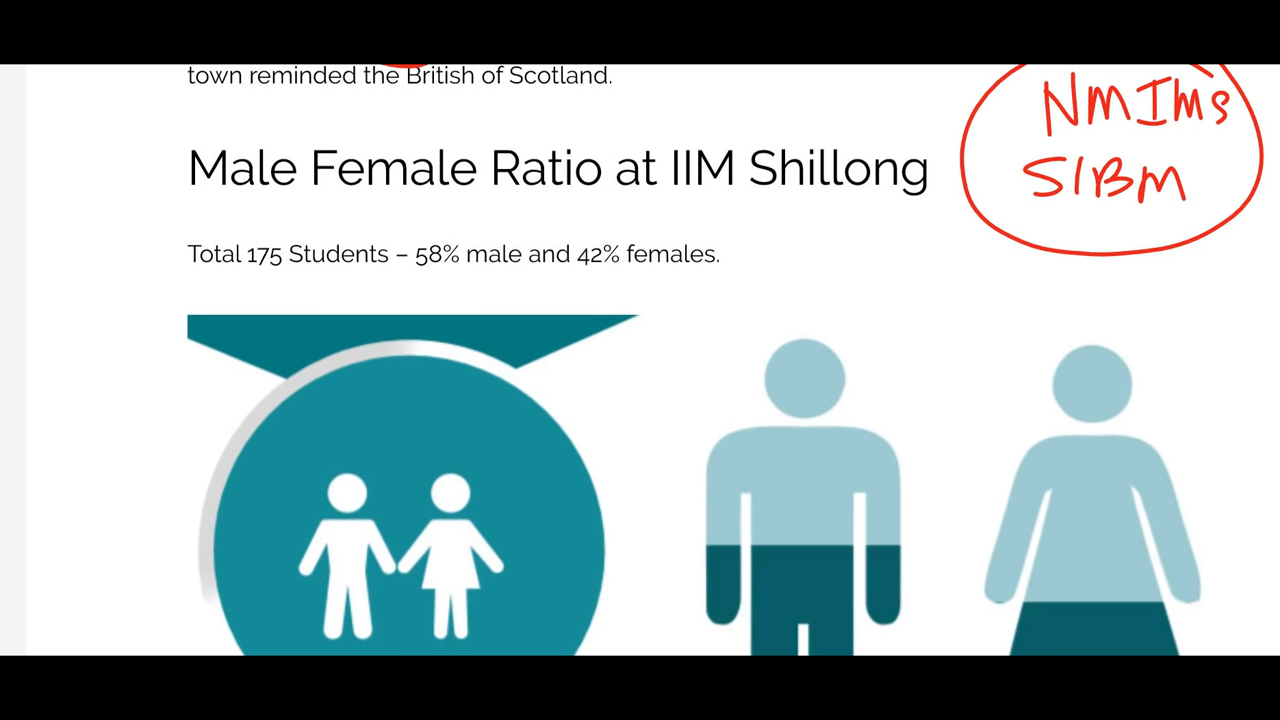 town reminded the British of Scotland.
NmIms
SIBM
Male Female Ratio at IIM Shillong
Total 175 Students – 58% male and 42% females.